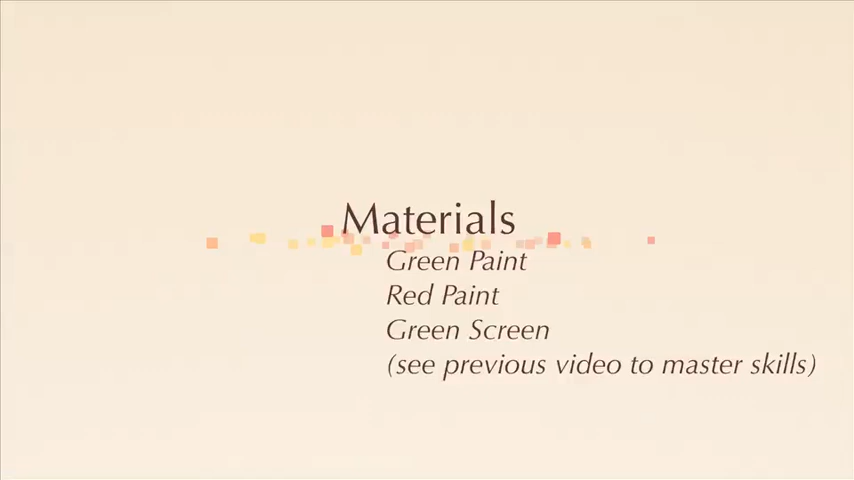 Materials
Green Paint
Red Paint
Green Screen
(see previous video to master skills)